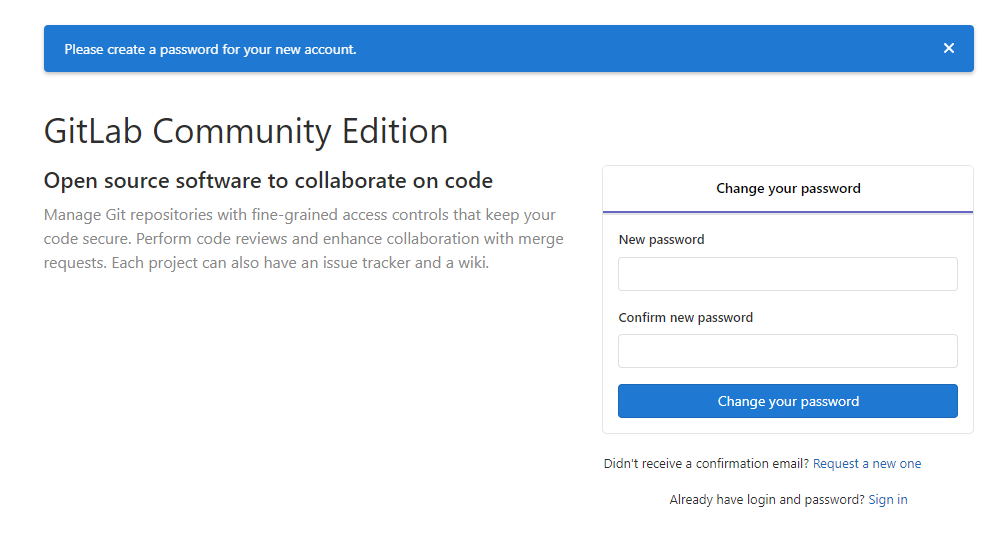 Please create a password for your new account.
GitLab Community Edition
Open source software to collaborate on code
Manage Git repositories with fine-grained access controls that keep your
code secure. Perform code reviews and enhance collaboration with merge
requests. Each project can also have an issue tracker and a wiki.
Change your password
New password
Confirm new password
Change your password
Didn't receive a confirmation email? Request a new one
Already have login and password? Sign in